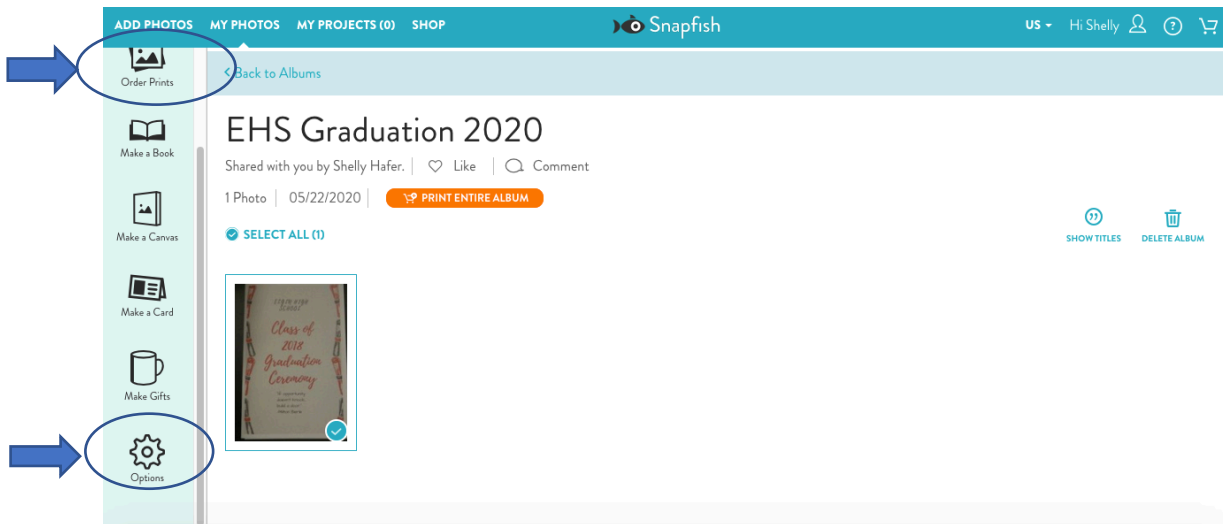 ADD PHOTOS MY PHOTOS MY PROJECTS (0) SHOP Snapfish US Hi Shelly ?
Order Prints
< Back to Albums
EHS Graduation 2020
Make a Book
Shared with you by Shelly Hafer. Like Comment
1 Photo 05/22/2020 PRINT ENTIRE ALBUM
Make a Canvas
SELECT ALL (1)
SHOW TITLES DELETE ALBUM
Make a Card
Make Gifts
Options
Class of
2018
Graduation
Ceremony